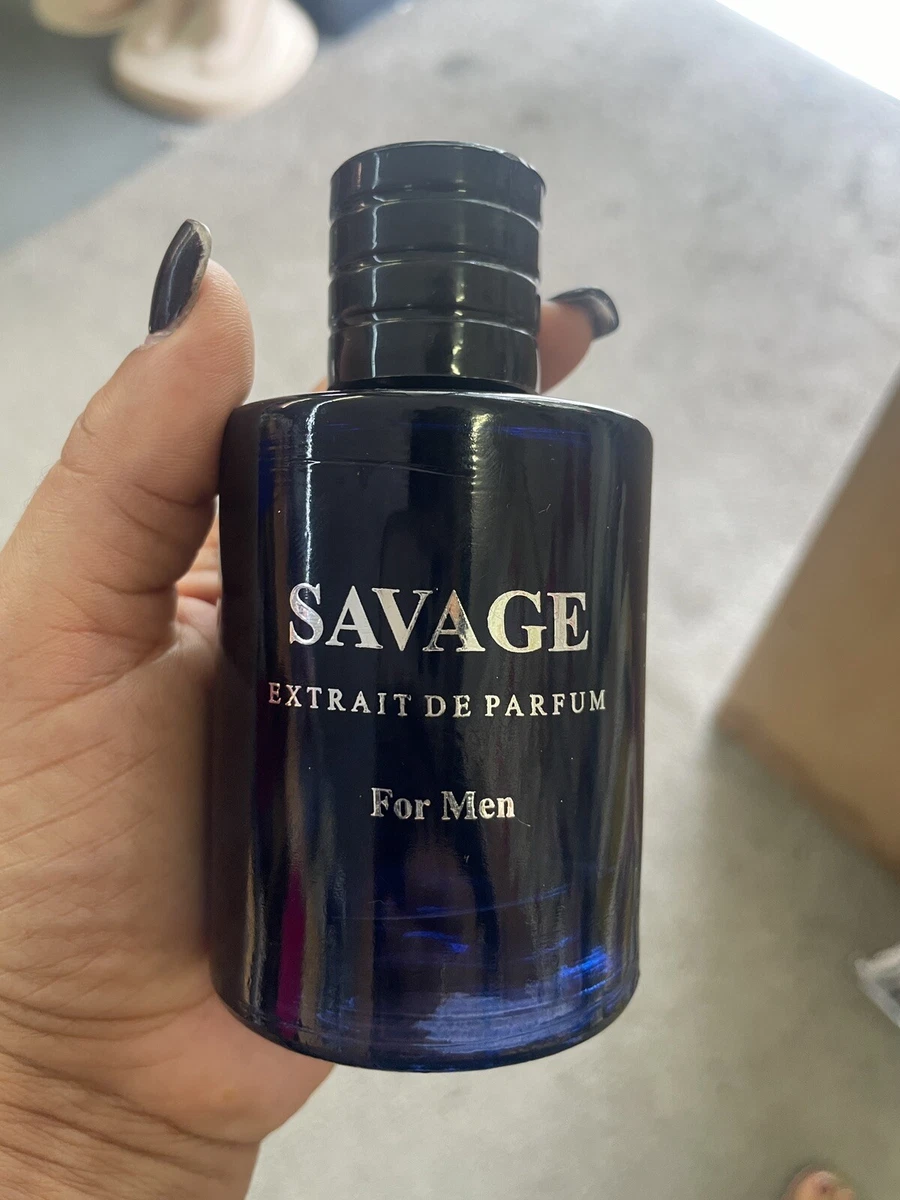 SAVAGE
EXTRAIT DE PARFUM
For Men